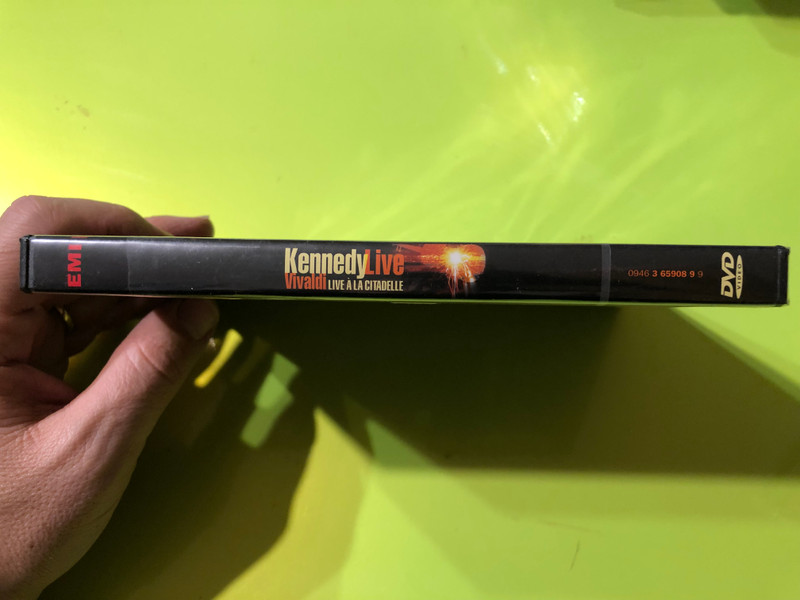 EMI
KennedyLive
Vivaldi LIVE À LA CITADELLE
0946 3 65908 9 9
DVD
VIDEO